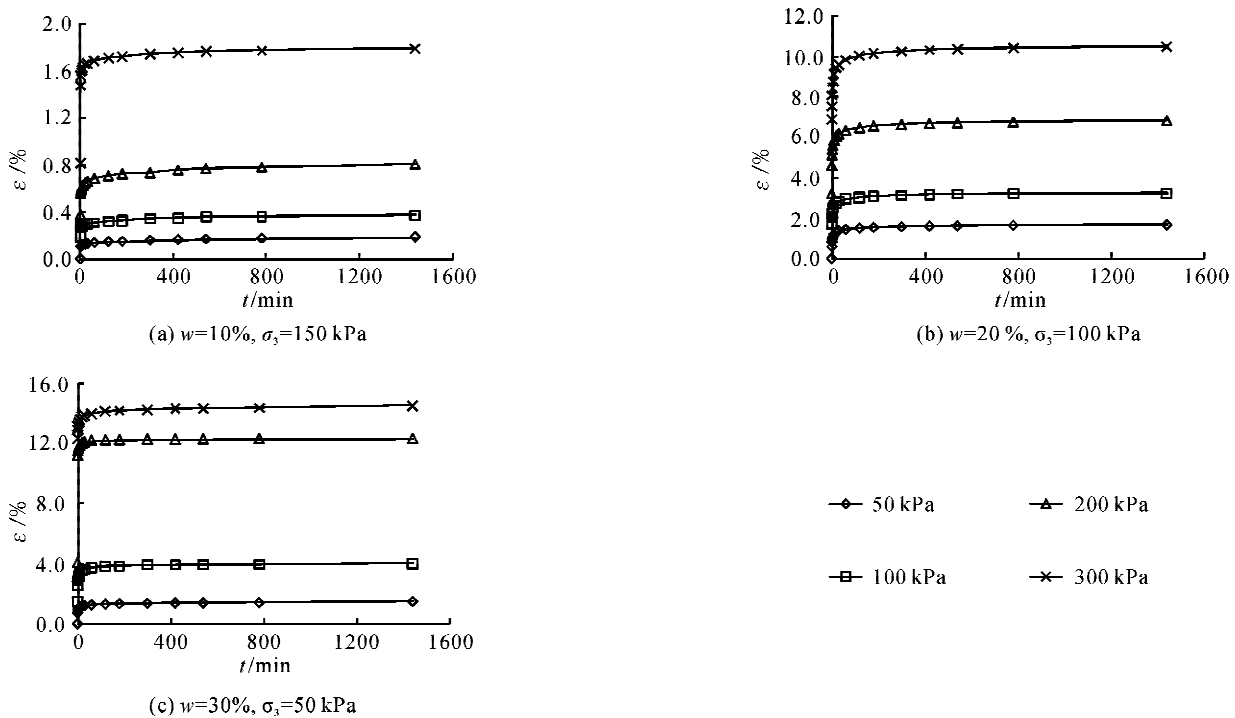 2.0
1.6
1.2
0.8
0.4
0.0
ε /%
0 400 800 1200 1600
t/min
(a) w=10%, σ₃=150 kPa
12.0
10.0
8.0
6.0
4.0
2.0
0.0
ε /%
0 400 800 1200 1600
t/min
(b) w=20 %, σ₃=100 kPa
16.0
12.0
8.0
4.0
0.0
ε /%
0 400 800 1200 1600
t/min
(c) w=30%, σ₃=50 kPa
50 kPa 200 kPa
100 kPa 300 kPa